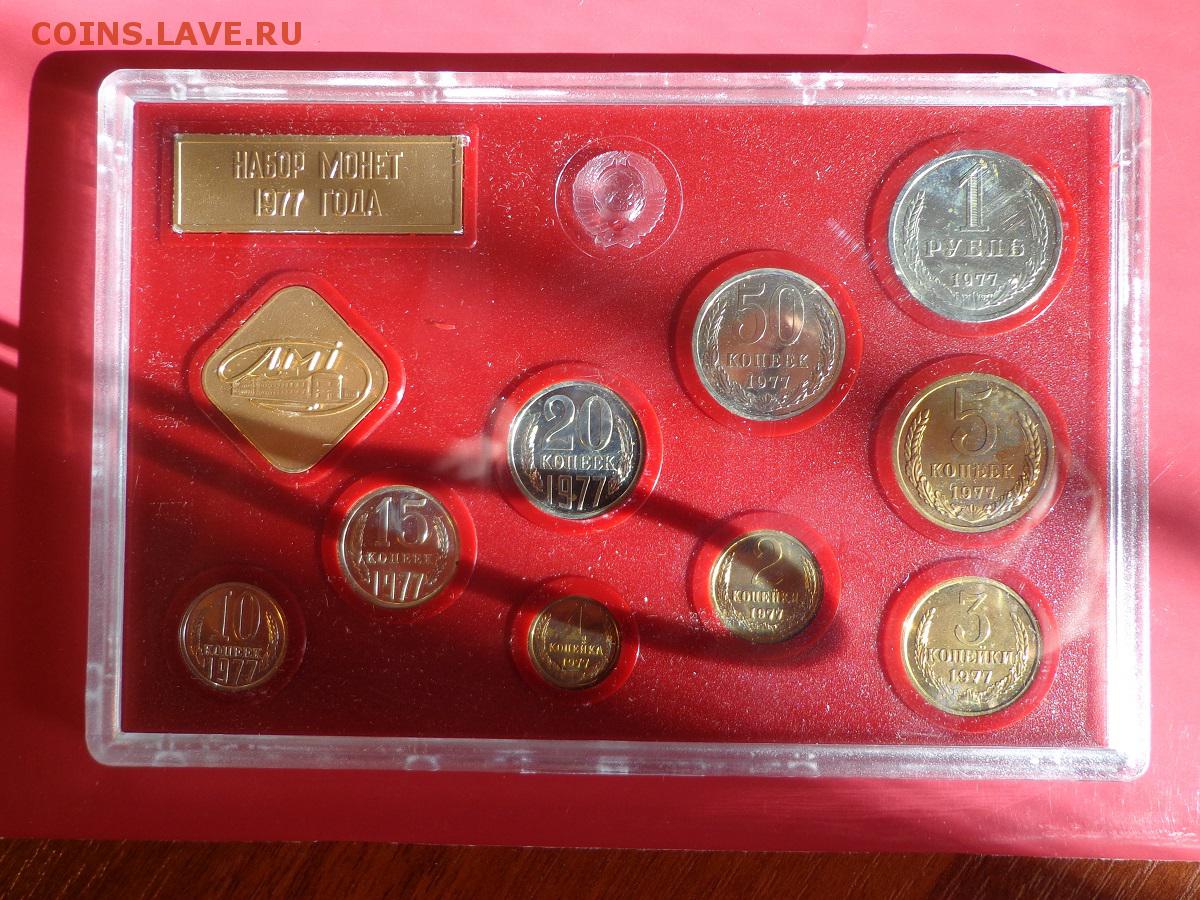 COINS.LAVE.RU
НАБОР МОНЕТ
1977 ГОДА
1
РУБЛЬ
1977
50
КОПЕЕК
1977
ЛМД
20
КОПЕЕК
1977
5
КОПЕЕК
1977
15
КОПЕЕК
1977
2
КОПЕЙКИ
1977
10
КОПЕЕК
1977
1
КОПЕЙКА
1977
3
КОПЕЙКИ
1977